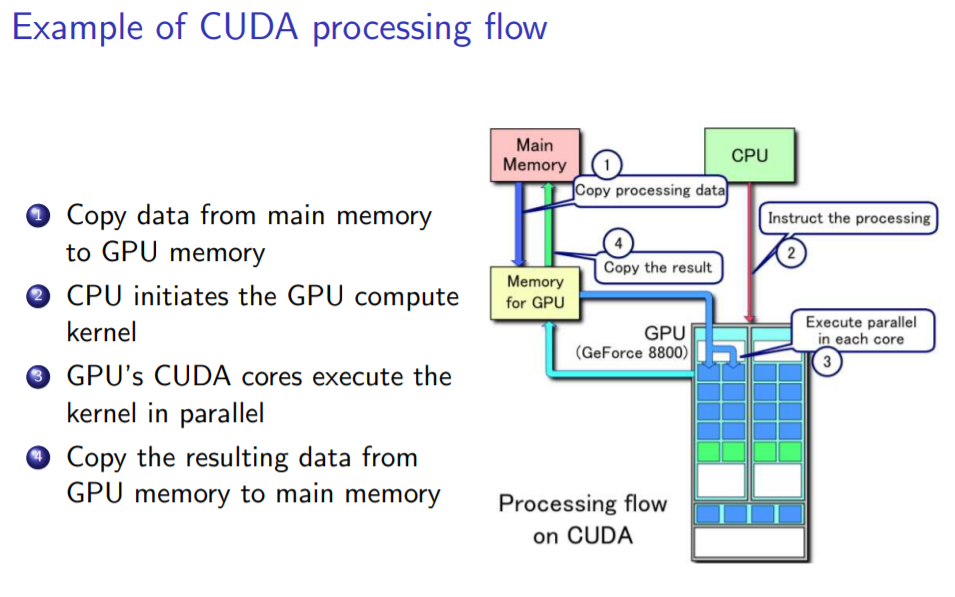 Example of CUDA processing flow
1 Copy data from main memory
to GPU memory
2 CPU initiates the GPU compute
kernel
3 GPU's CUDA cores execute the
kernel in parallel
4 Copy the resulting data from
GPU memory to main memory
Main
Memory
CPU
1
Copy processing data
Instruct the processing
2
4
Copy the result
Memory
for GPU
GPU
(GeForce 8800)
Execute parallel
in each core
3
Processing flow
on CUDA